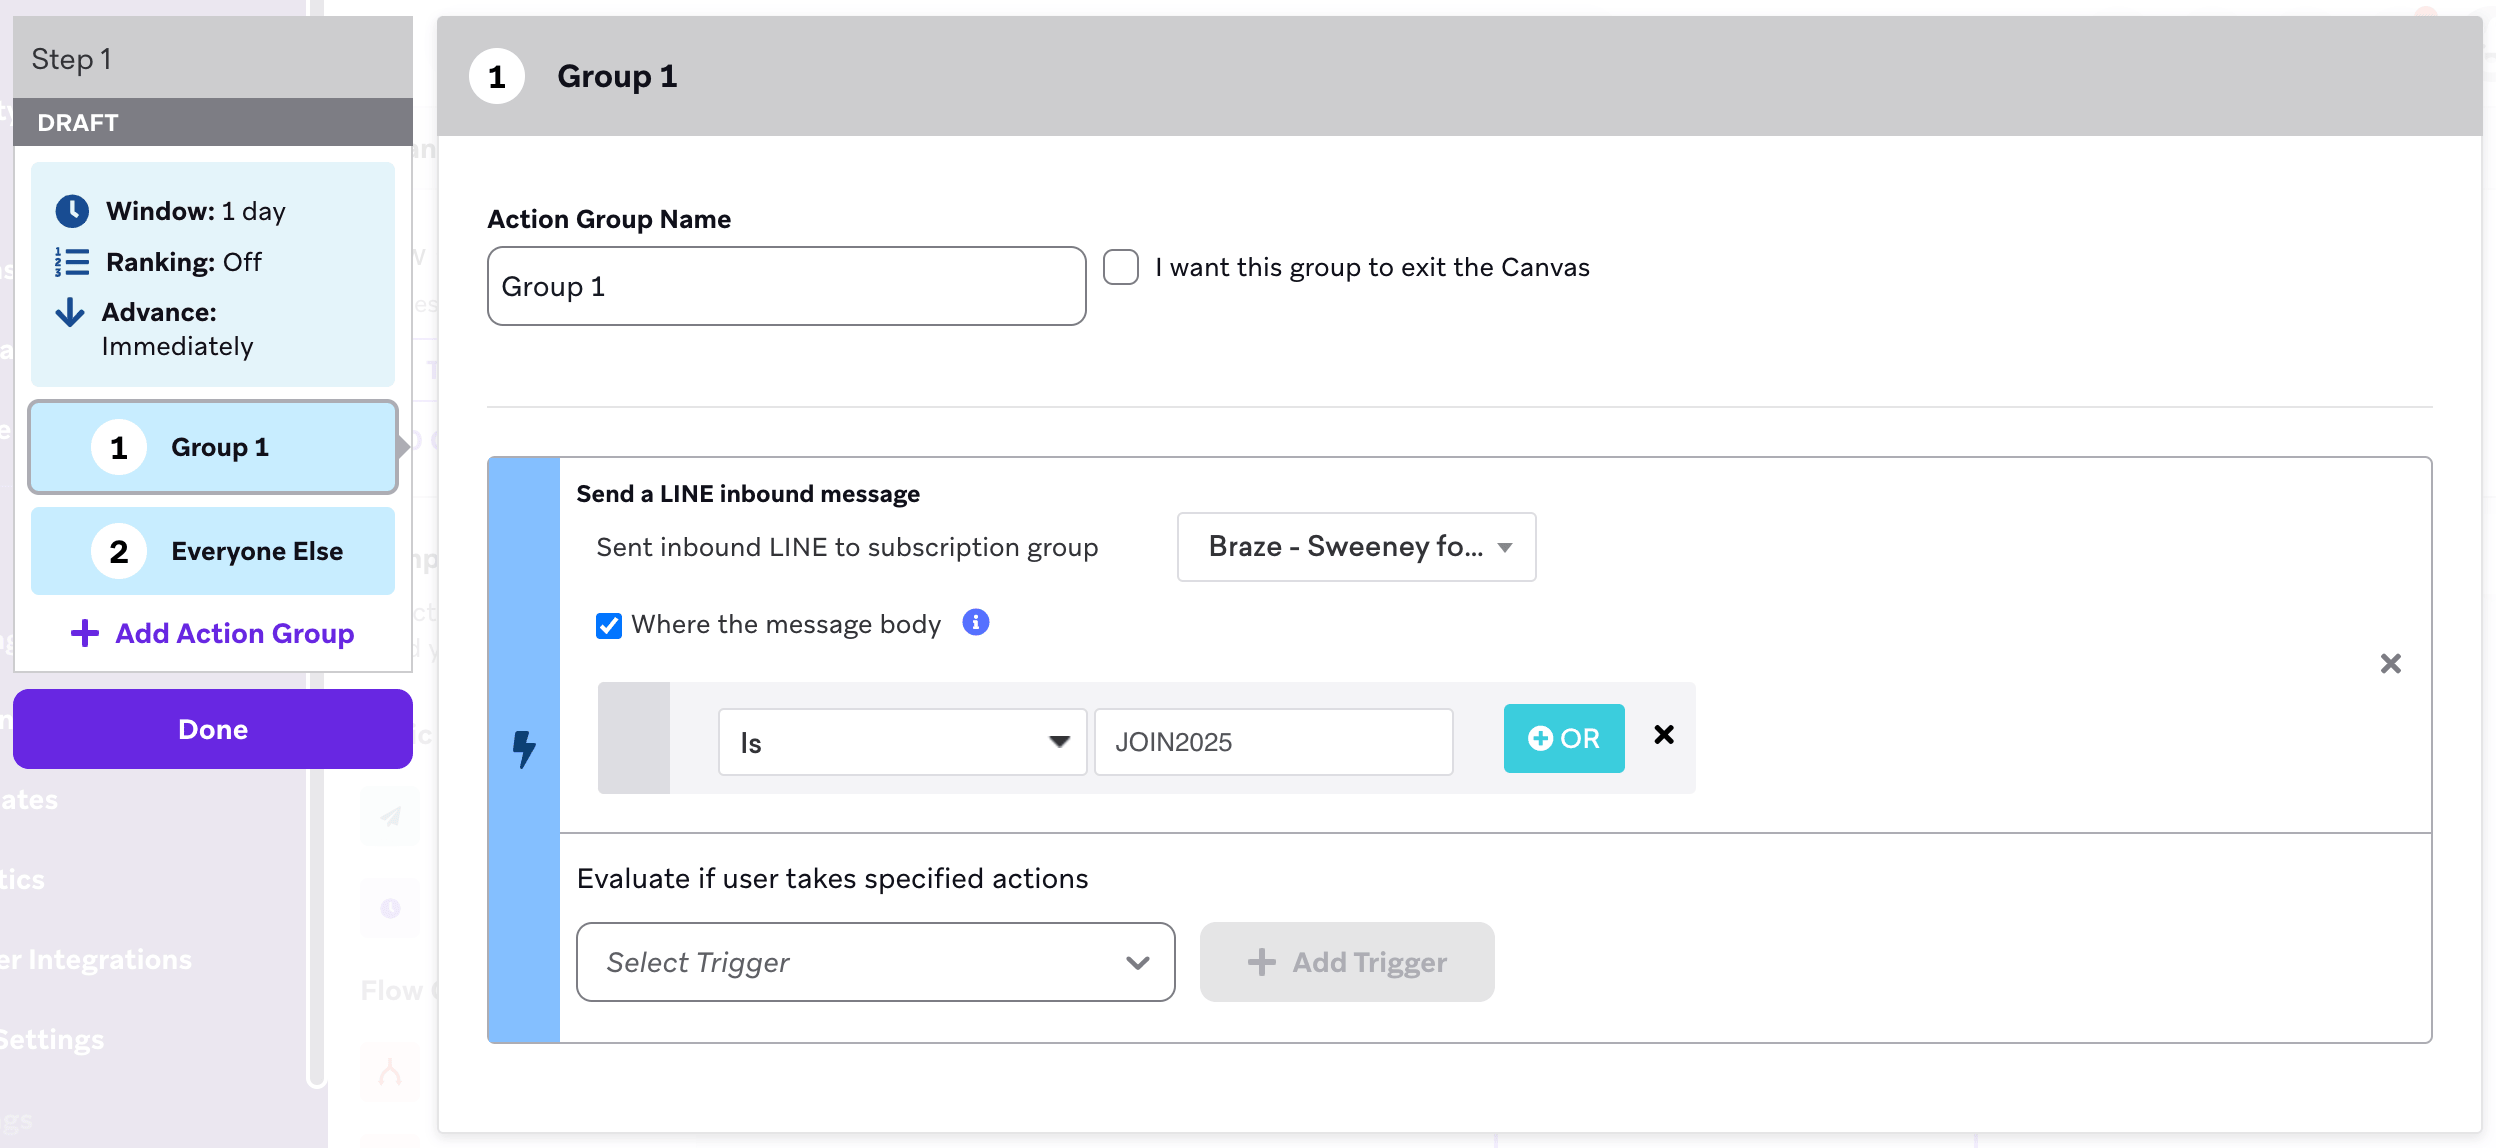 Step 1
DRAFT
Window: 1 day
Ranking: Off
Advance:
Immediately
1 Group 1
2 Everyone Else
+ Add Action Group
Done
ates
tics
er Integrations
Settings
gs
Flow
1 Group 1
Action Group Name
Group 1
I want this group to exit the Canvas
Send a LINE inbound message
Sent inbound LINE to subscription group
Braze - Sweeney fo...
Where the message body
Is
JOIN2025
OR
Evaluate if user takes specified actions
Select Trigger
+ Add Trigger